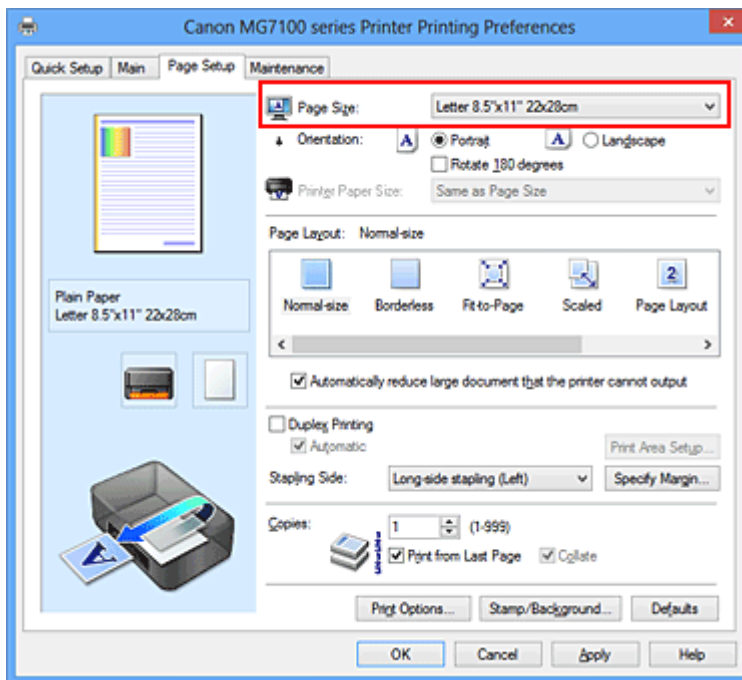 Canon MG7100 series Printer Printing Preferences
Quick Setup Main Page Setup Maintenance
Page Size: Letter 8.5"x11" 22x28cm
Orientation: A Portrait A Landscape
Rotate 180 degrees
Printer Paper Size: Same as Page Size
Page Layout: Normal-size
2
Normal-size Borderless Fit-to-Page Scaled Page Layout
Plain Paper
Letter 8.5"x11" 22x28cm
Automatically reduce large document that the printer cannot output
Duplex Printing
Automatic Print Area Setup...
Stapling Side: Long-side stapling (Left) Specify Margin...
Copies: 1 (1-999)
Print from Last Page Collate
A
Print Options... Stamp/Background... Defaults
OK Cancel Apply Help